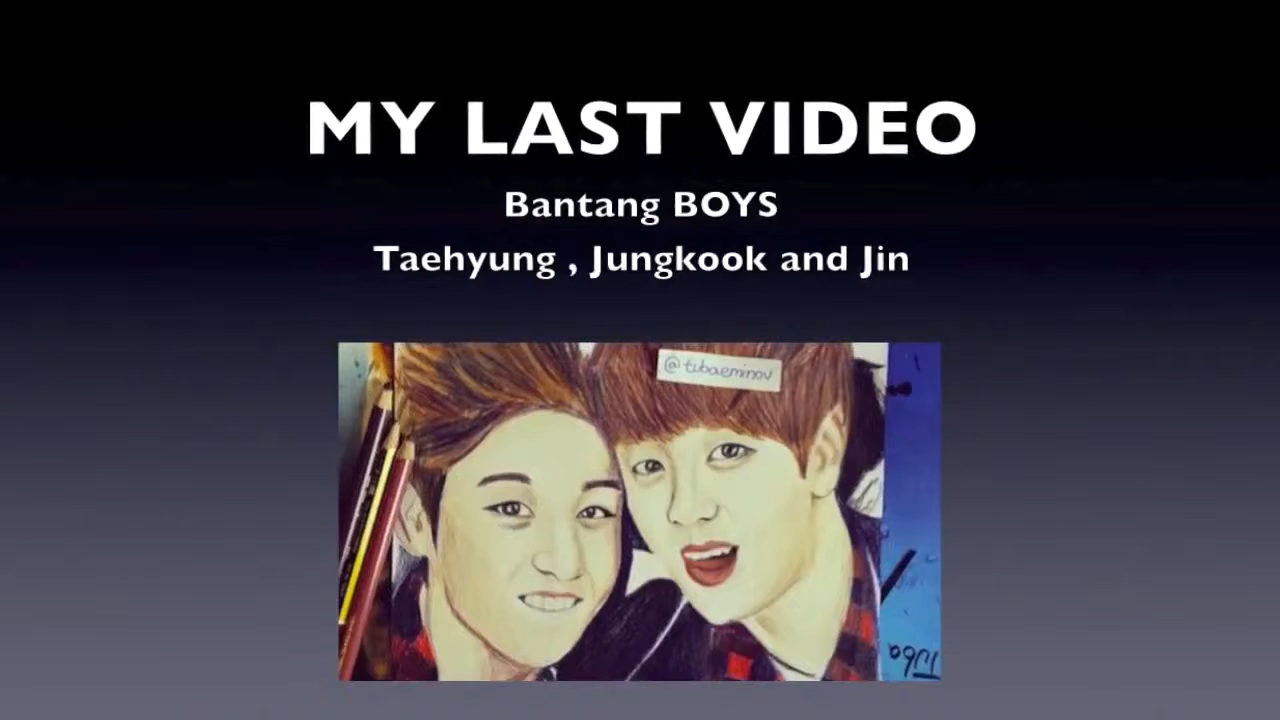 MY LAST VIDEO
Bantang BOYS
Taehyung , Jungkook and Jin
@tubaeminov
Tuba